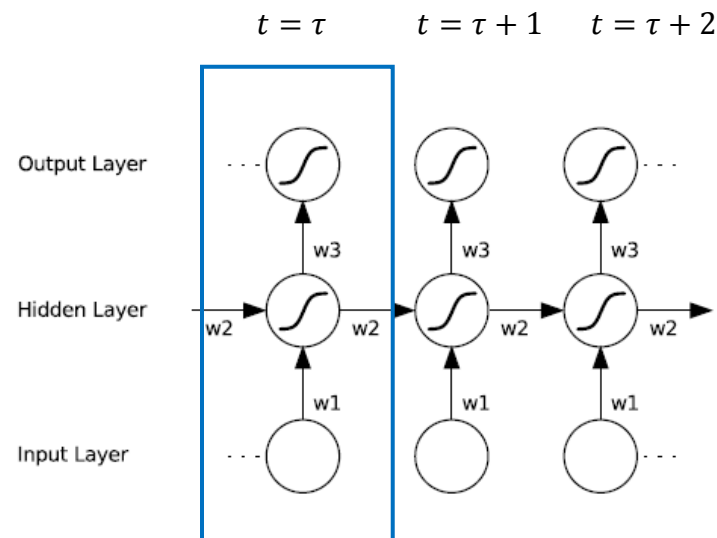 t = τ t = τ + 1 t = τ + 2
Output Layer
w3 w3 w3
Hidden Layer
w2 w2 w2 w2
w1 w1 w1
Input Layer